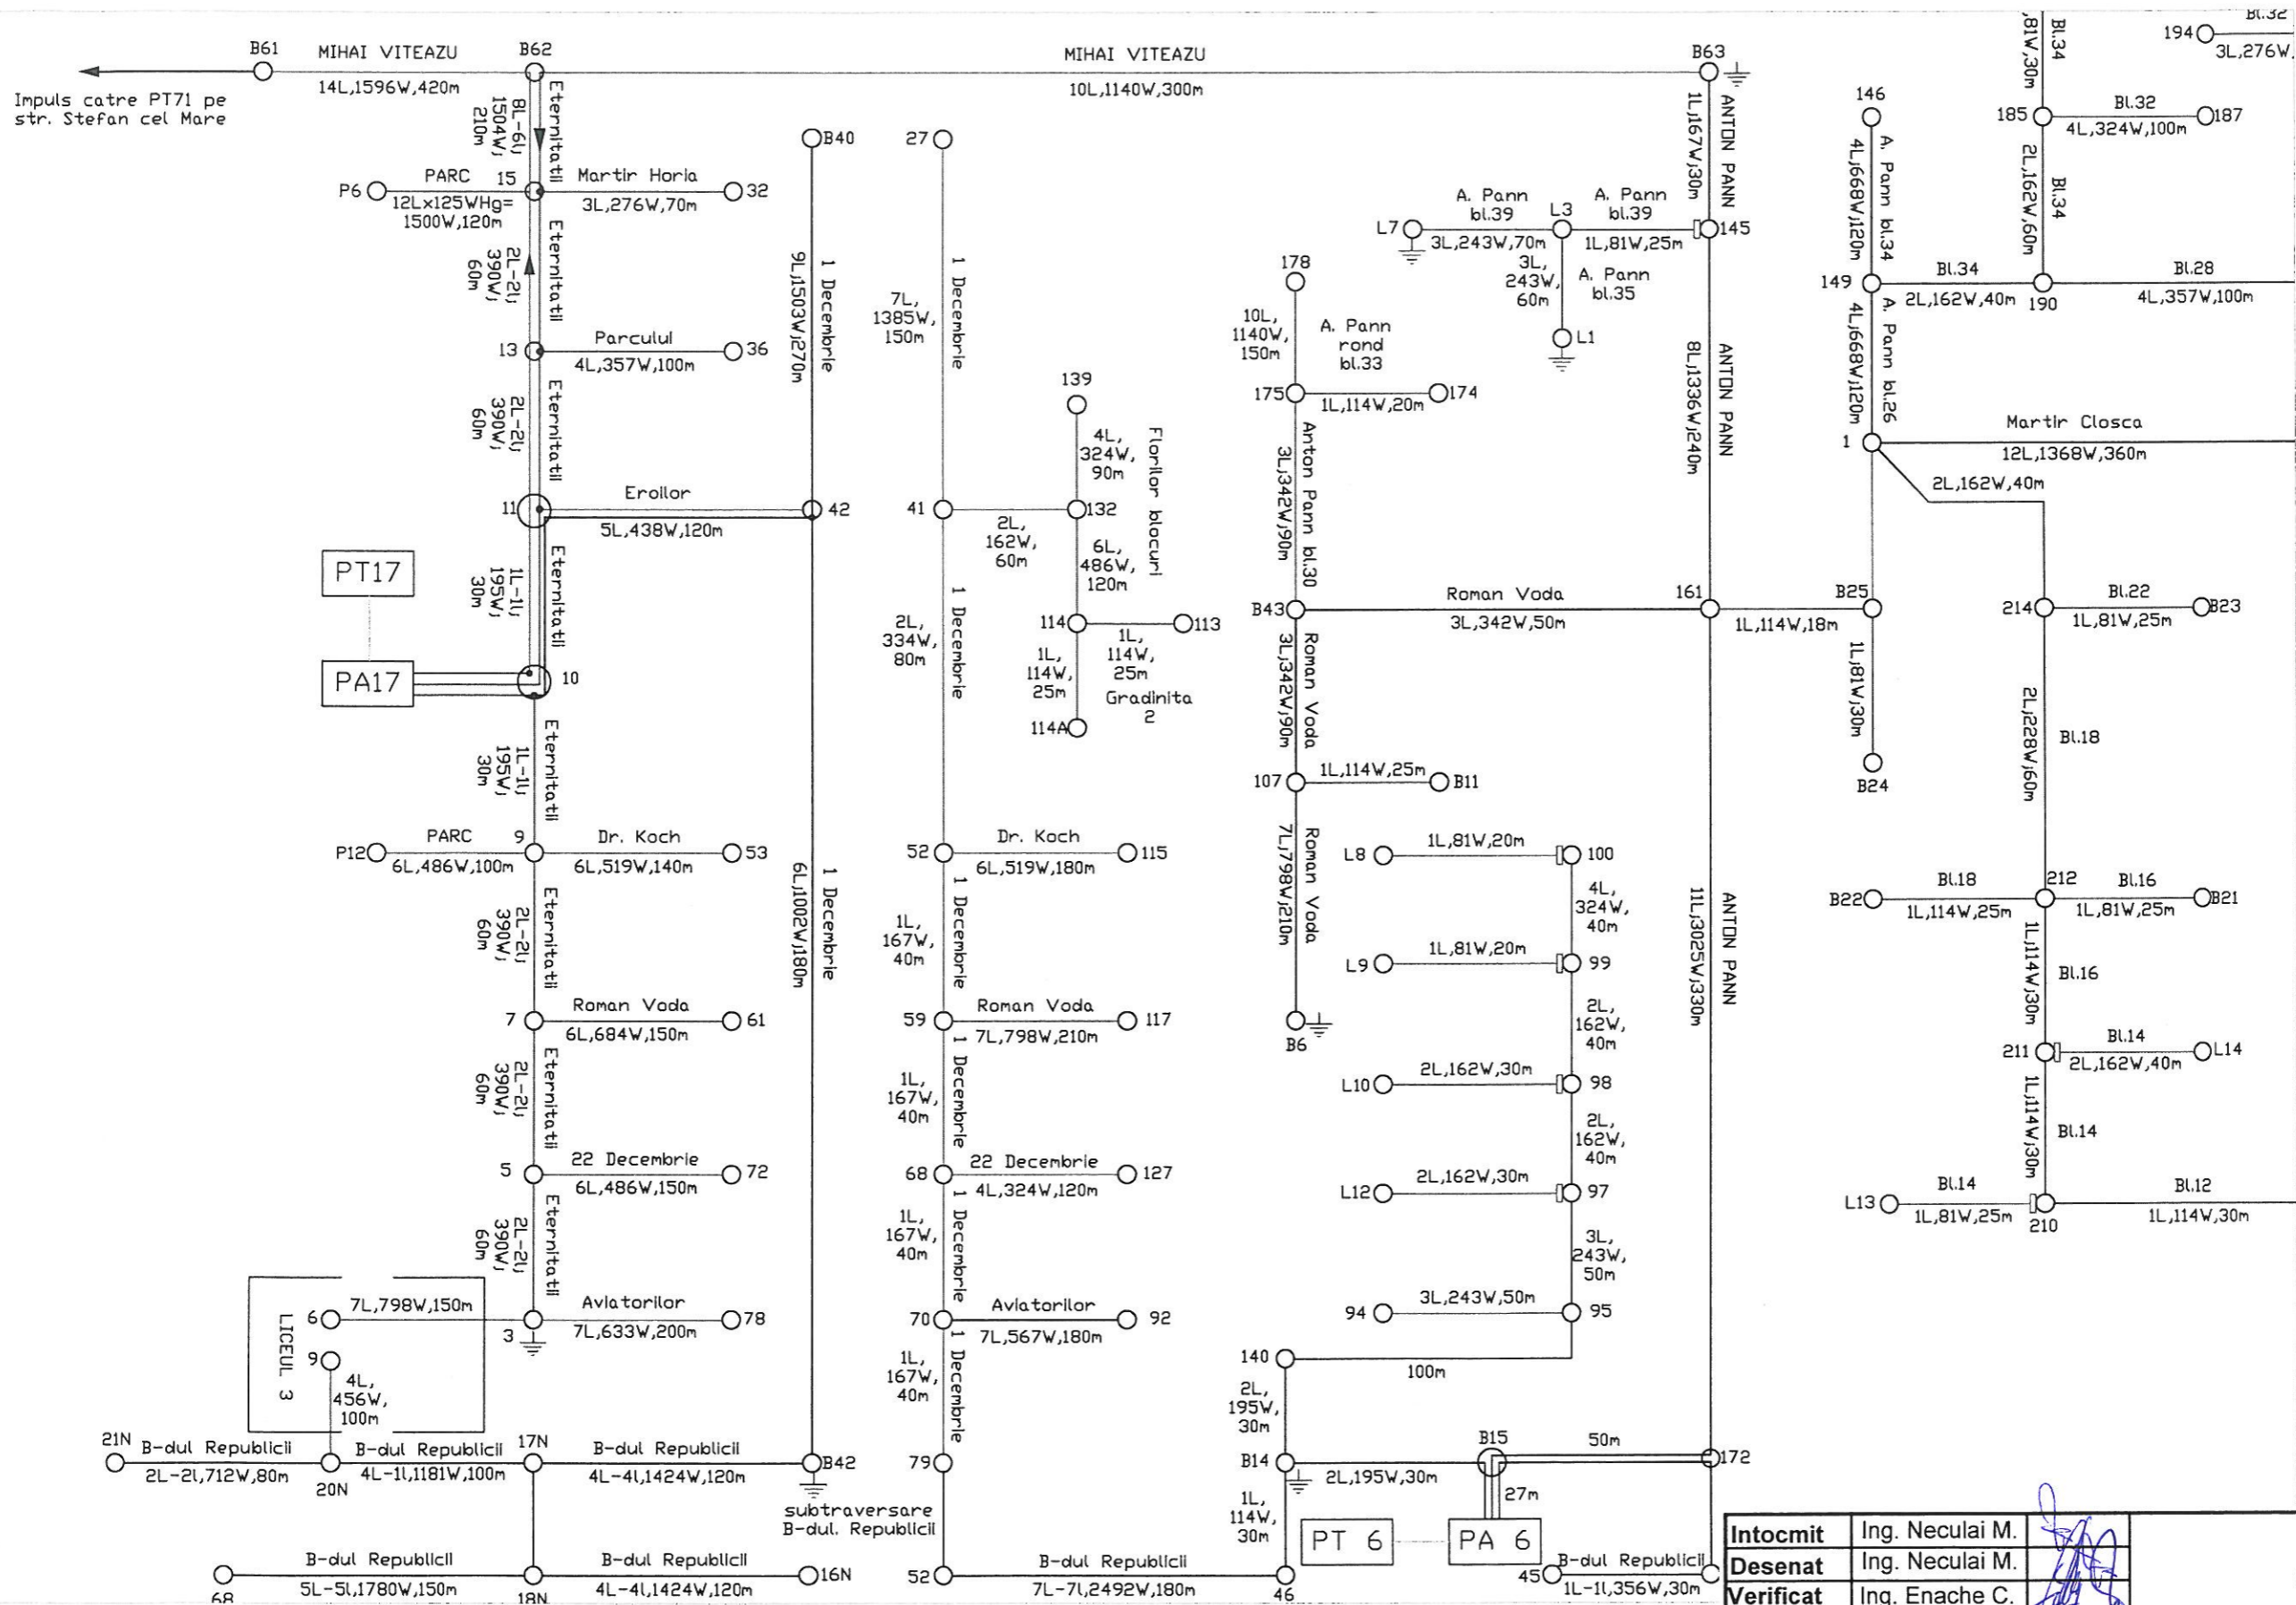 B61
MIHAI VITEAZU
B62
MIHAI VITEAZU
B63
14L,1596W,420m
10L,1140W,300m
Impuls catre PT71 pe
str. Stefan cel Mare
8L-6l;
1504W;
210m
Eternitatii
P6
PARC
15
Martir Horia
32
12Lx125WHg=
1500W,120m
3L,276W,70m
2L-2l;
390W;
60m
Eternitatii
13
Parcului
36
4L,357W,100m
2L-2l;
390W;
60m
Eternitatii
11
Eroilor
42
5L,438W,120m
PT17
1L-1l;
195W;
30m
Eternitatii
PA17
10
1L-1l;
195W;
30m
Eternitatii
P12
PARC
9
Dr. Koch
53
6L,486W,100m
6L,519W,140m
2L-2l;
390W;
60m
Eternitatii
7
Roman Voda
61
6L,684W,150m
2L-2l;
390W;
60m
Eternitatii
5
22 Decembrie
72
6L,486W,150m
2L-2l;
390W;
60m
Eternitatii
LICEUL 3
6
7L,798W,150m
3
Aviatorilor
78
7L,633W,200m
9
4L,
456W,
100m
21N
B-dul Republicii
2L-2l,712W,80m
20N
B-dul Republicii
4L-1l,1181W,100m
17N
B-dul Republicii
4L-4l,1424W,120m
B42
subtraversare
B-dul. Republicii
68
B-dul Republicii
5L-5l,1780W,150m
18N
B-dul Republicii
4L-4l,1424W,120m
16N
B40
9L;1503W;270m
1 Decembrie
6L;1002W;180m
1 Decembrie
27
7L,
1385W,
150m
1 Decembrie
41
2L,
162W,
60m
132
139
4L,
324W,
90m
Florilor blocuri
6L,
486W,
120m
114
113
1L,
114W,
25m
1L,
114W,
25m
Gradinita
2
114A
2L,
334W,
80m
1 Decembrie
52
Dr. Koch
115
6L,519W,180m
1L,
167W,
40m
1 Decembrie
59
Roman Voda
117
7L,798W,210m
1L,
167W,
40m
1 Decembrie
68
22 Decembrie
127
4L,324W,120m
1L,
167W,
40m
1 Decembrie
70
Aviatorilor
92
7L,567W,180m
1L,
167W,
40m
1 Decembrie
79
52
B-dul Republicii
7L-7l,2492W,180m
46
1L;167W;30m
ANTON PANN
L7
A. Pann
bl.39
3L,243W,70m
L3
A. Pann
bl.39
1L,81W,25m
145
3L,
243W,
60m
A. Pann
bl.35
L1
178
10L,
1140W,
150m
A. Pann
rond
bl.33
175
1L,114W,20m
174
3L;342W;90m
Anton Pann bl.30
8L;1336W;240m
ANTON PANN
B43
Roman Voda
3L,342W,50m
161
1L,114W,18m
B25
3L;342W;90m
Roman Voda
107
1L,114W,25m
B11
7L;798W;210m
Roman Voda
B6
L8
1L,81W,20m
100
4L,
324W,
40m
L9
1L,81W,20m
99
2L,
162W,
40m
L10
2L,162W,30m
98
2L,
162W,
40m
L12
2L,162W,30m
97
3L,
243W,
50m
94
3L,243W,50m
95
140
100m
2L,
195W,
30m
B14
2L,195W,30m
B15
50m
172
27m
1L,
114W,
30m
PT 6
PA 6
45
B-dul Republicii
1L-1l,356W,30m
11L;3025W;330m
ANTON PANN
146
4L;668W;120m
A. Pann bl.34
149
Bl.34
2L,162W,40m
190
Bl.28
4L,357W,100m
,81W,30m
Bl.34
194
Bl.32
3L,276W,
185
Bl.32
4L,324W,100m
187
2L,162W,60m
Bl.34
4L;668W;120m
A. Pann bl.26
1
Martir Closca
12L,1368W,360m
2L,162W,40m
1L;81W;30m
B24
214
Bl.22
1L,81W,25m
B23
2L;228W;60m
Bl.18
B22
Bl.18
1L,114W,25m
212
Bl.16
1L,81W,25m
B21
1L;114W;30m
Bl.16
211
Bl.14
2L,162W,40m
L14
1L;114W;30m
Bl.14
L13
Bl.14
1L,81W,25m
210
Bl.12
1L,114W,30m
Intocmit
Ing. Neculai M.
Desenat
Ing. Neculai M.
Verificat
Ing. Enache C.